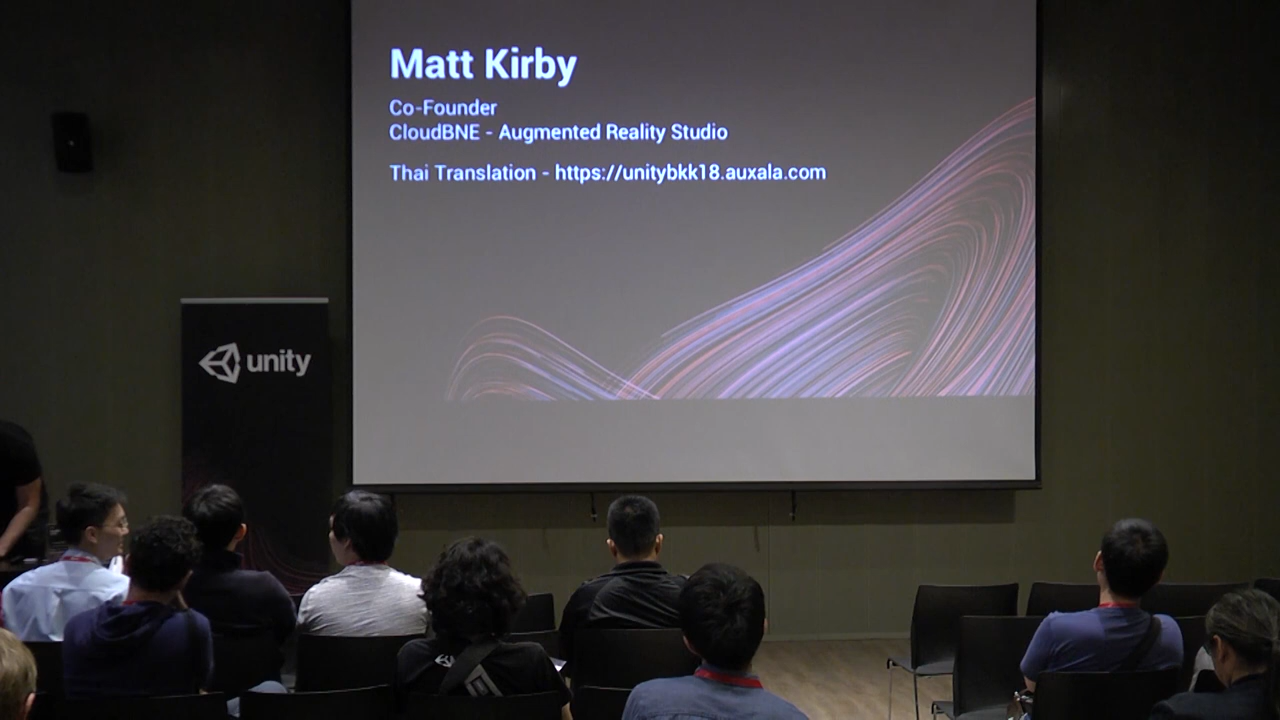 Matt Kirby
Co-Founder
CloudBNE - Augmented Reality Studio
Thai Translation - https://unitybkk18.auxala.com
unity